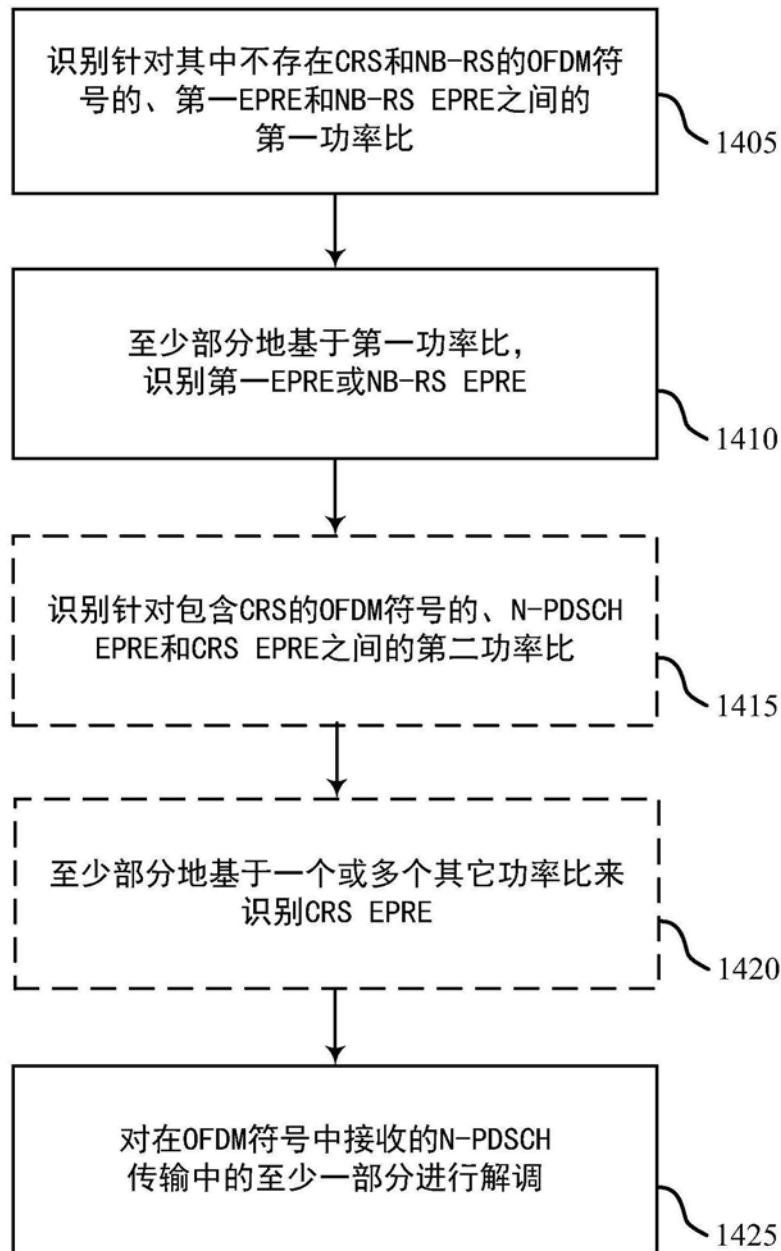 识别针对其中不存在CRS和NB-RS的OFDM符
号的、第一EPRE和NB-RS EPRE之间的
第一功率比
1405
至少部分地基于第一功率比，
识别第一EPRE或NB-RS EPRE
1410
识别针对包含CRS的OFDM符号的、N-PDSCH
EPRE和CRS EPRE之间的第二功率比
1415
至少部分地基于一个或多个其它功率比来
识别CRS EPRE
1420
对在OFDM符号中接收的N-PDSCH
传输中的至少一部分进行解调
1425